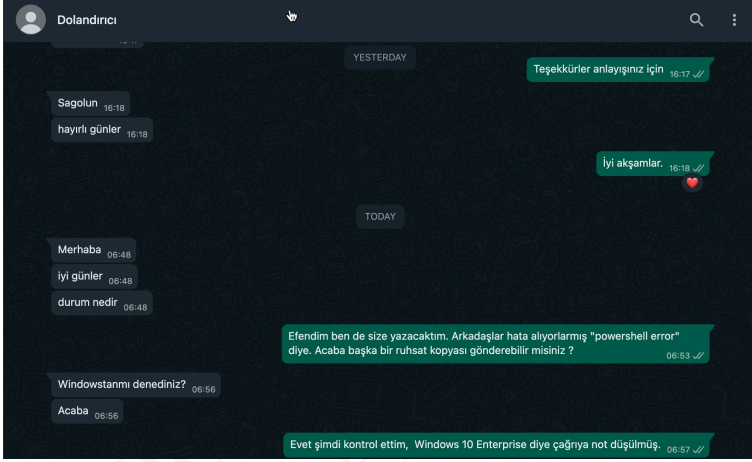 Dolandırıcı
YESTERDAY
Teşekkürler anlayışınız için 16:17
Sagolun 16:18
hayırlı günler 16:18
İyi akşamlar. 16:18
TODAY
Merhaba 06:48
iyi günler 06:48
durum nedir 06:48
Efendim ben de size yazacaktım. Arkadaşlar hata alıyorlarmış "powershell error"
diye. Acaba başka bir ruhsat kopyası gönderebilir misiniz ?
06:53
Windowstanmı denediniz? 06:56
Acaba 06:56
Evet şimdi kontrol ettim, Windows 10 Enterprise diye çağrıya not düşülmüş. 06:57